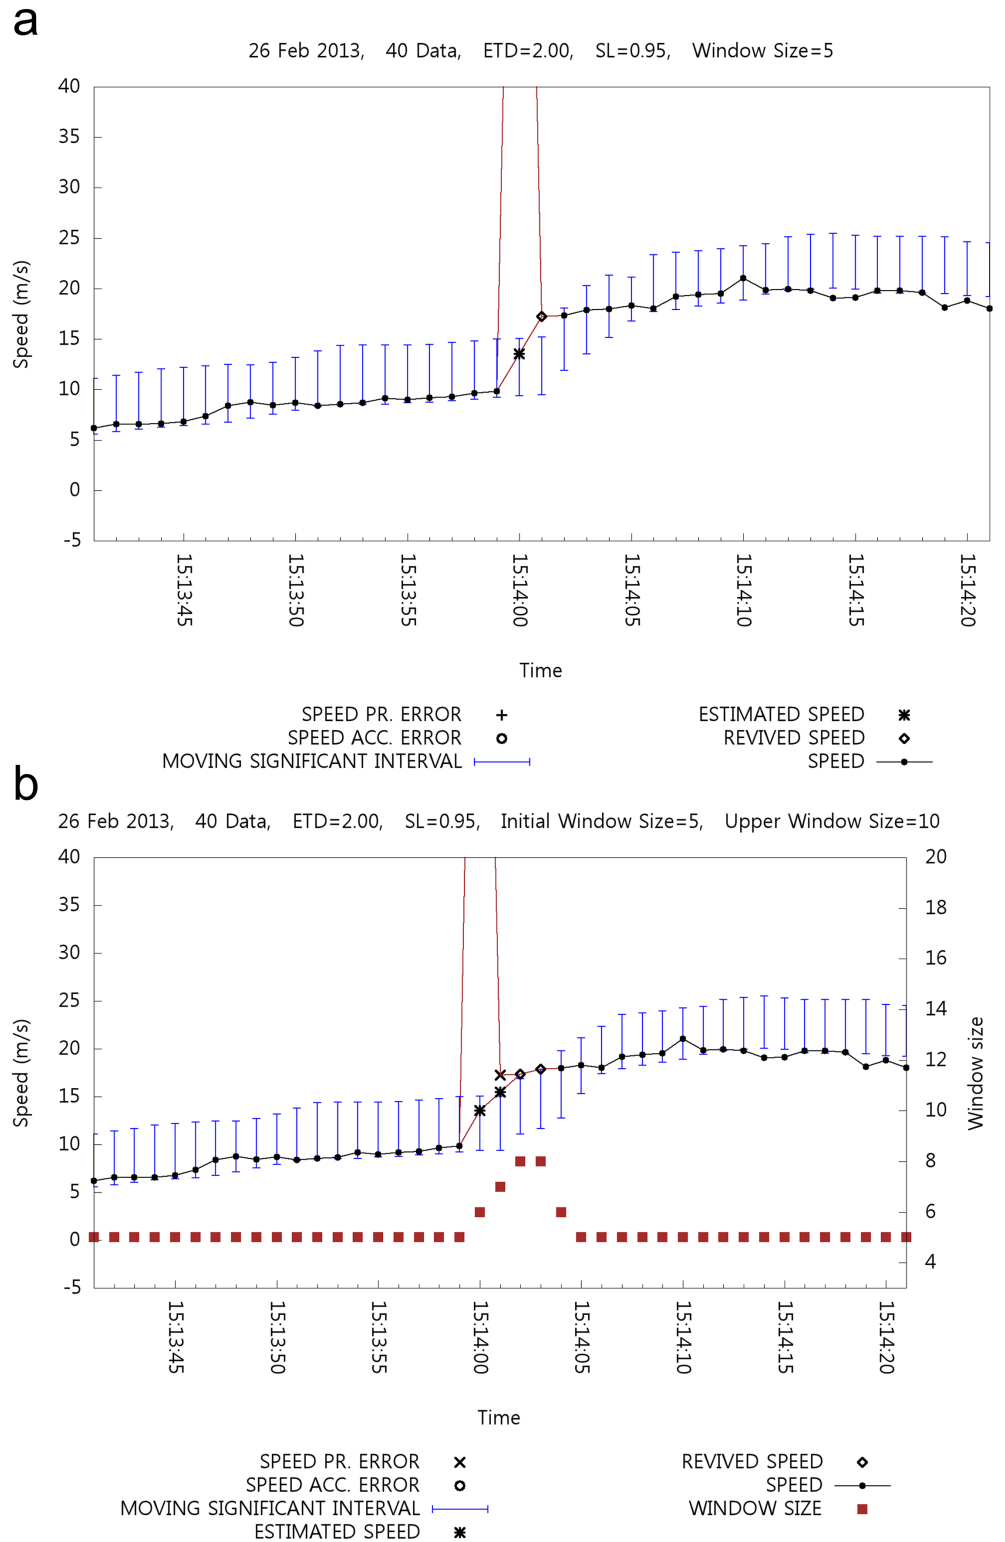 a
26 Feb 2013, 40 Data, ETD=2.00, SL=0.95, Window Size=5
40
35
30
25
20
15
10
5
0
-5
Speed (m/s)
15:13:45
15:13:50
15:13:55
15:14:00
15:14:05
15:14:10
15:14:15
15:14:20
Time
SPEED PR. ERROR
SPEED ACC. ERROR
MOVING SIGNIFICANT INTERVAL
ESTIMATED SPEED
REVIVED SPEED
SPEED
b
26 Feb 2013, 40 Data, ETD=2.00, SL=0.95, Initial Window Size=5, Upper Window Size=10
40
35
30
25
20
15
10
5
0
-5
Speed (m/s)
20
18
16
14
12
10
8
6
4
Window size
15:13:45
15:13:50
15:13:55
15:14:00
15:14:05
15:14:10
15:14:15
15:14:20
Time
SPEED PR. ERROR
SPEED ACC. ERROR
MOVING SIGNIFICANT INTERVAL
ESTIMATED SPEED
REVIVED SPEED
SPEED
WINDOW SIZE